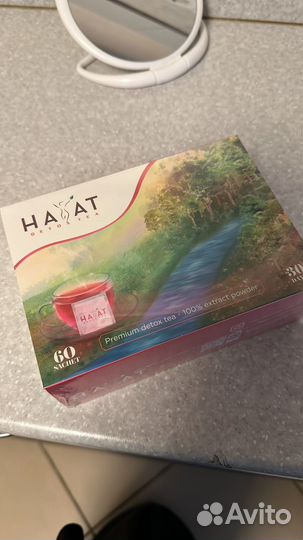 HAYAT
DETOX TEA
HAYAT
Premium detox tea · 100% extract powder
60
SACHET
30
Avito